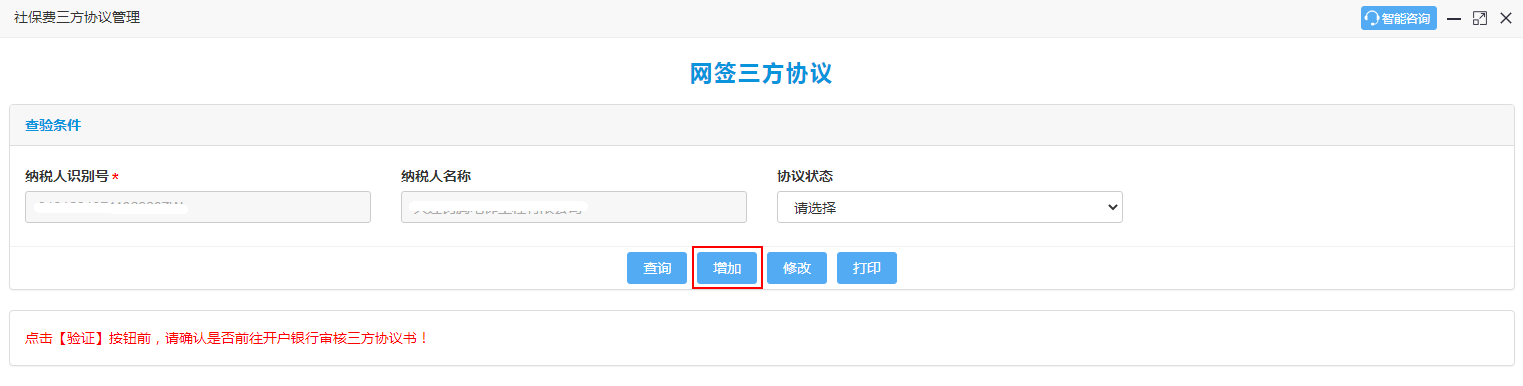 社保费三方协议管理
智能咨询
网签三方协议
查验条件
纳税人识别号 *
纳税人名称
协议状态
请选择
查询
增加
修改
打印
点击【验证】按钮前，请确认是否前往开户银行审核三方协议书！